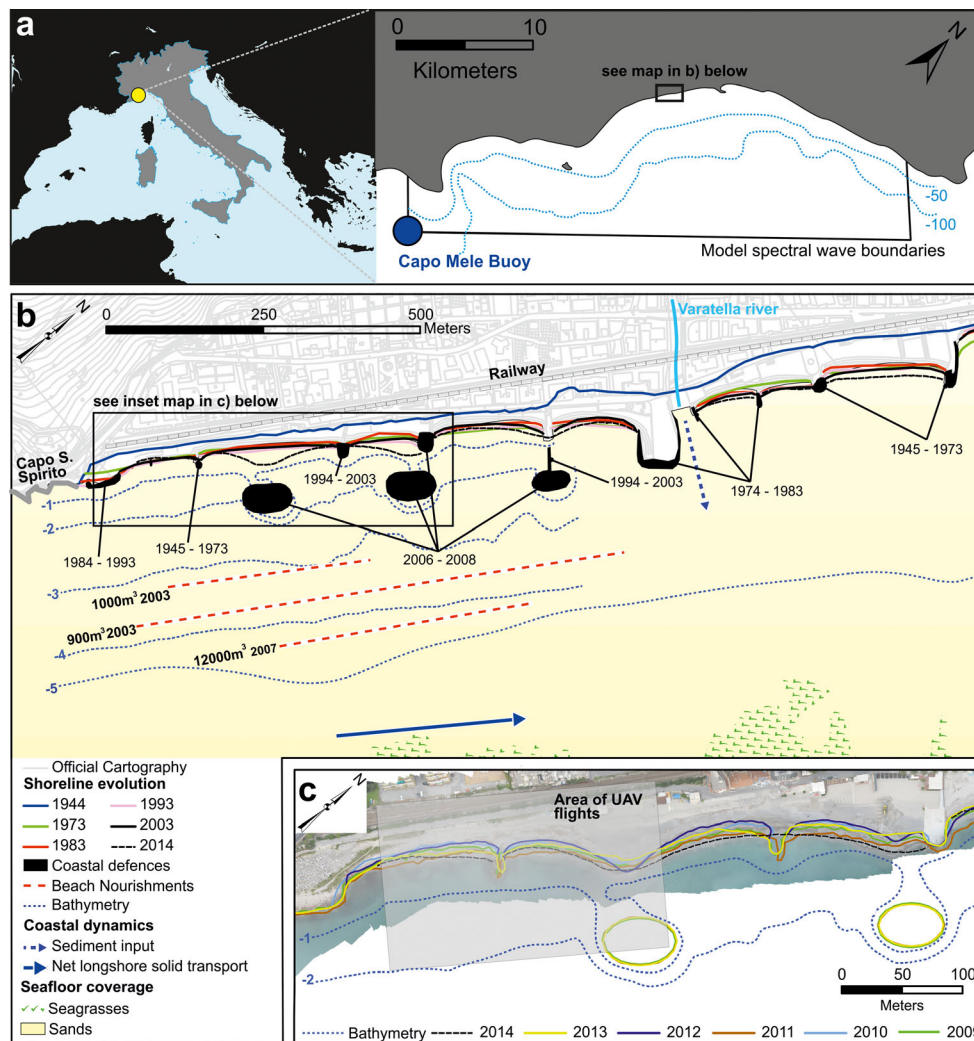 a
0 10
Kilometers
N
see map in b) below
-50
-100
Capo Mele Buoy
Model spectral wave boundaries
b
N
0 250 500
Meters
Varatella river
Railway
see inset map in c) below
Capo S.
Spirito
-1
-2
-3
-4
-5
1984 - 1993
1945 - 1973
1994 - 2003
2006 - 2008
1994 - 2003
1974 - 1983
1945 - 1973
1000m³ 2003
900m³ 2003
12000m³ 2007
Official Cartography
Shoreline evolution
1944 1993
1973 2003
1983 2014
Coastal defences
Beach Nourishments
Bathymetry
Coastal dynamics
Sediment input
Net longshore solid transport
Seafloor coverage
Seagrasses
Sands
c
N
Area of UAV
flights
-1
-2
0 50 100
Meters
Bathymetry 2014 2013 2012 2011 2010 2009